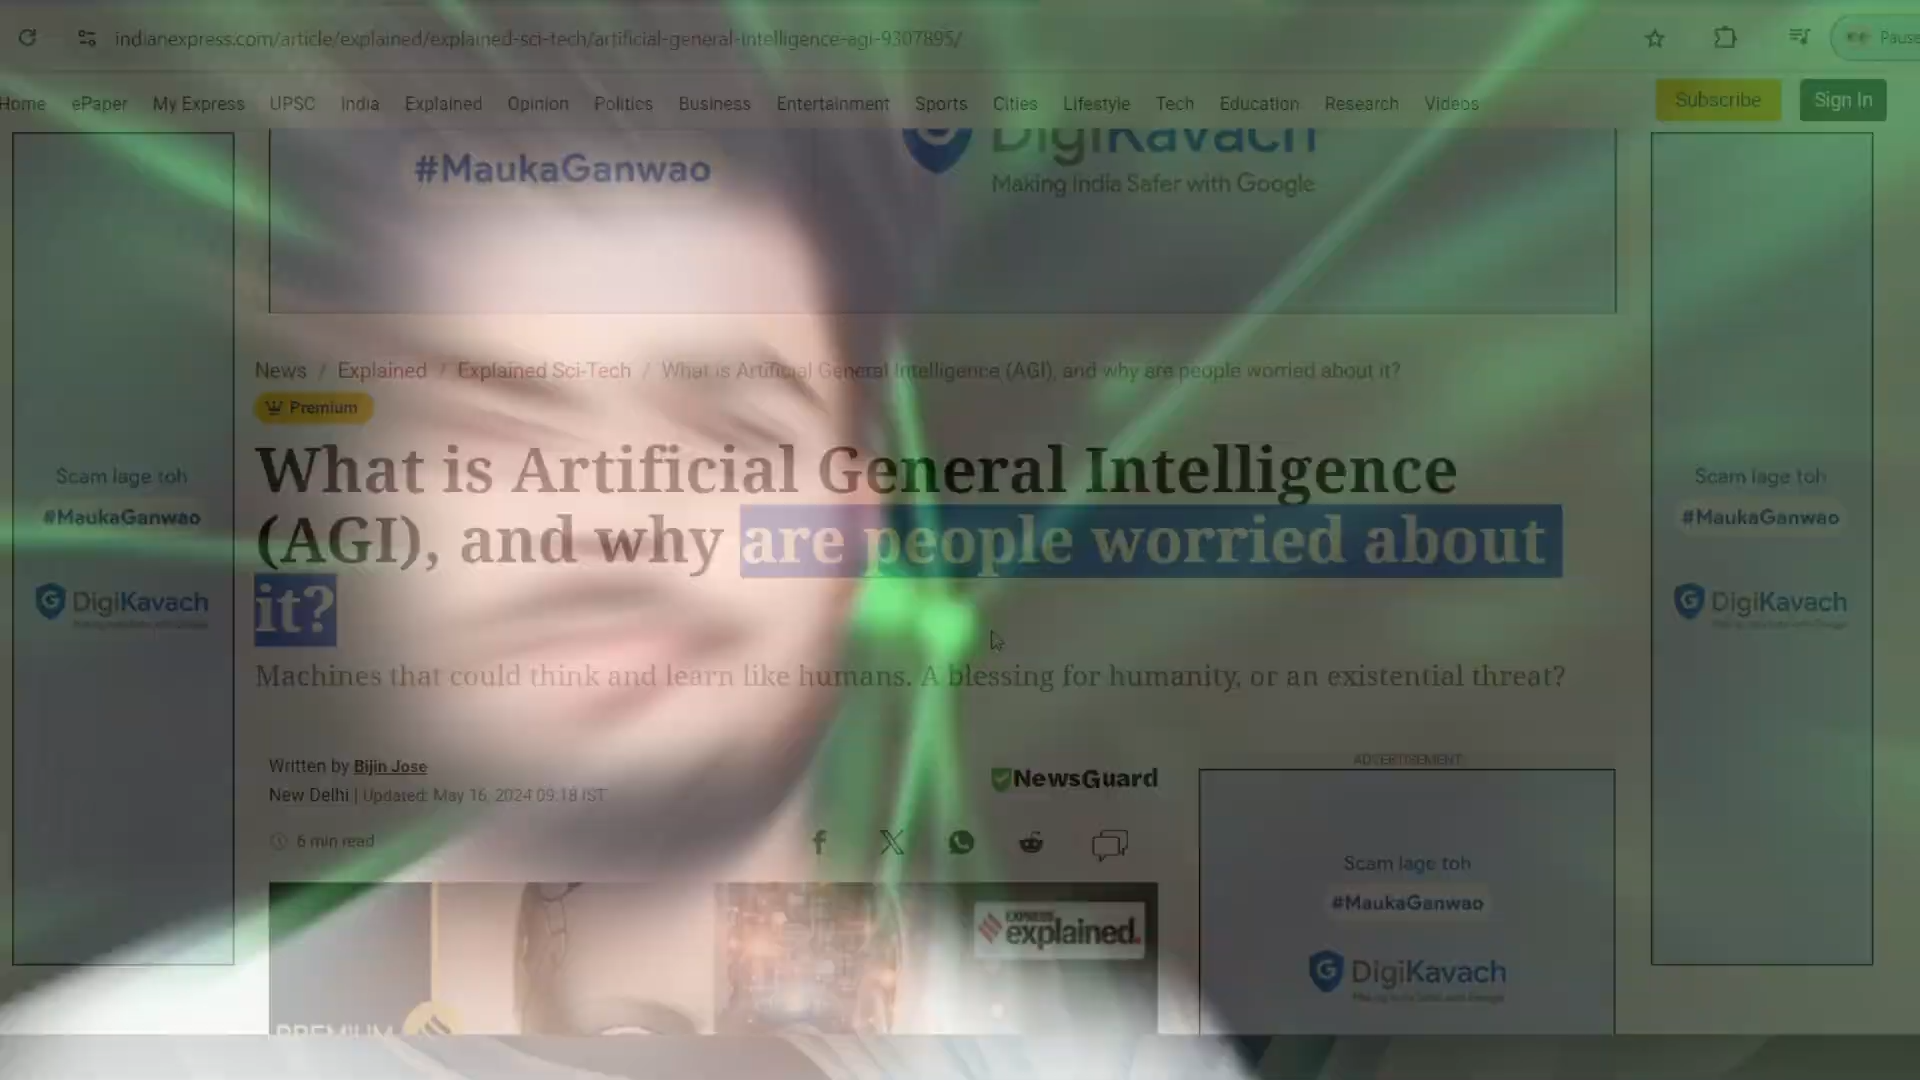 indianexpress.com/article/explained/explained-sci-tech/artificial-general-intelligence-agi-9307895/
Pause
Home ePaper My Express UPSC India Explained Opinion Politics Business Entertainment Sports Cities Lifestyle Tech Education Research Videos
Subscribe
Sign In
#MaukaGanwao
DigiKavach
Making India Safer with Google
News / Explained / Explained Sci-Tech / What is Artificial General Intelligence (AGI), and why are people worried about it?
Premium
What is Artificial General Intelligence
(AGI), and why are people worried about
it?
Machines that could think and learn like humans. A blessing for humanity, or an existential threat?
Written by Bijin Jose
New Delhi | Updated: May 16, 2024 09:18 IST
6 min read
NewsGuard
ADVERTISEMENT
EXPRESS
explained.
PREMIUM
Scam lage toh
#MaukaGanwao
DigiKavach
Scam lage toh
#MaukaGanwao
DigiKavach
Scam lage toh
#MaukaGanwao
DigiKavach